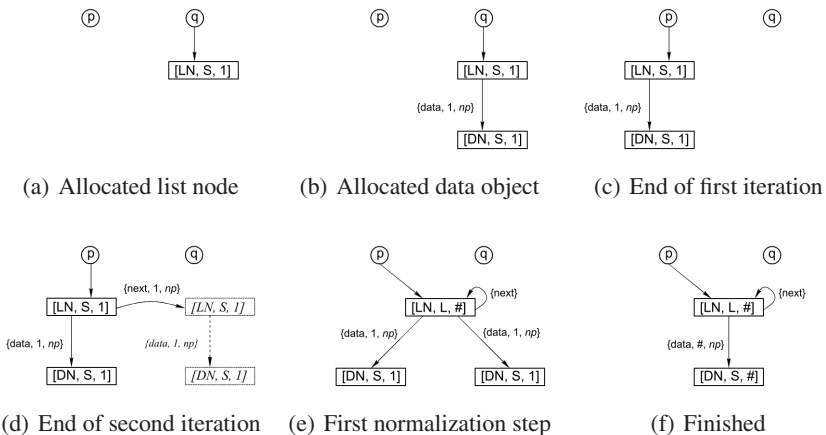 p q p q p q
[LN, S, 1] [LN, S, 1] [LN, S, 1]
{data, 1, np} {data, 1, np}
[DN, S, 1] [DN, S, 1]
(a) Allocated list node (b) Allocated data object (c) End of first iteration
p q p q p q
{next, 1, np} {next} {next}
[LN, S, 1] [LN, S, 1] [LN, L, #] [LN, L, #]
{data, 1, np} {data, 1, np} {data, 1, np} {data, 1, np} {data, #, np}
[DN, S, 1] [DN, S, 1] [DN, S, 1] [DN, S, 1] [DN, S, #]
(d) End of second iteration (e) First normalization step (f) Finished